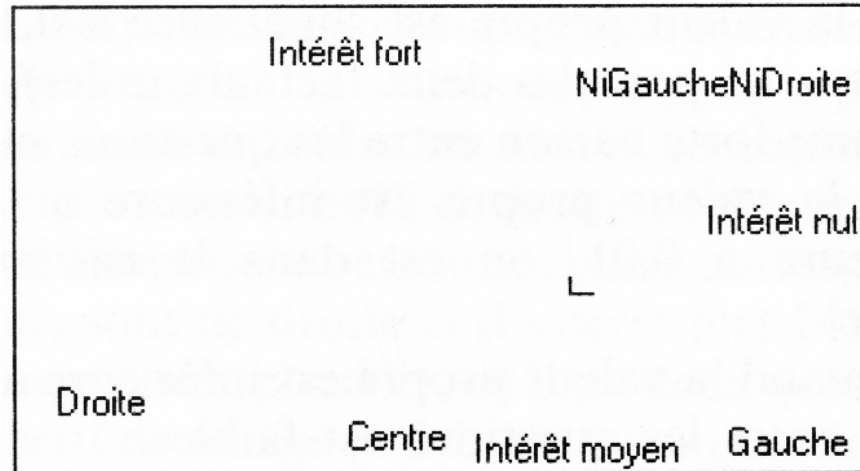 Intérêt fort
NiGaucheNiDroite
Intérêt nul
Droite
Centre Intérêt moyen Gauche